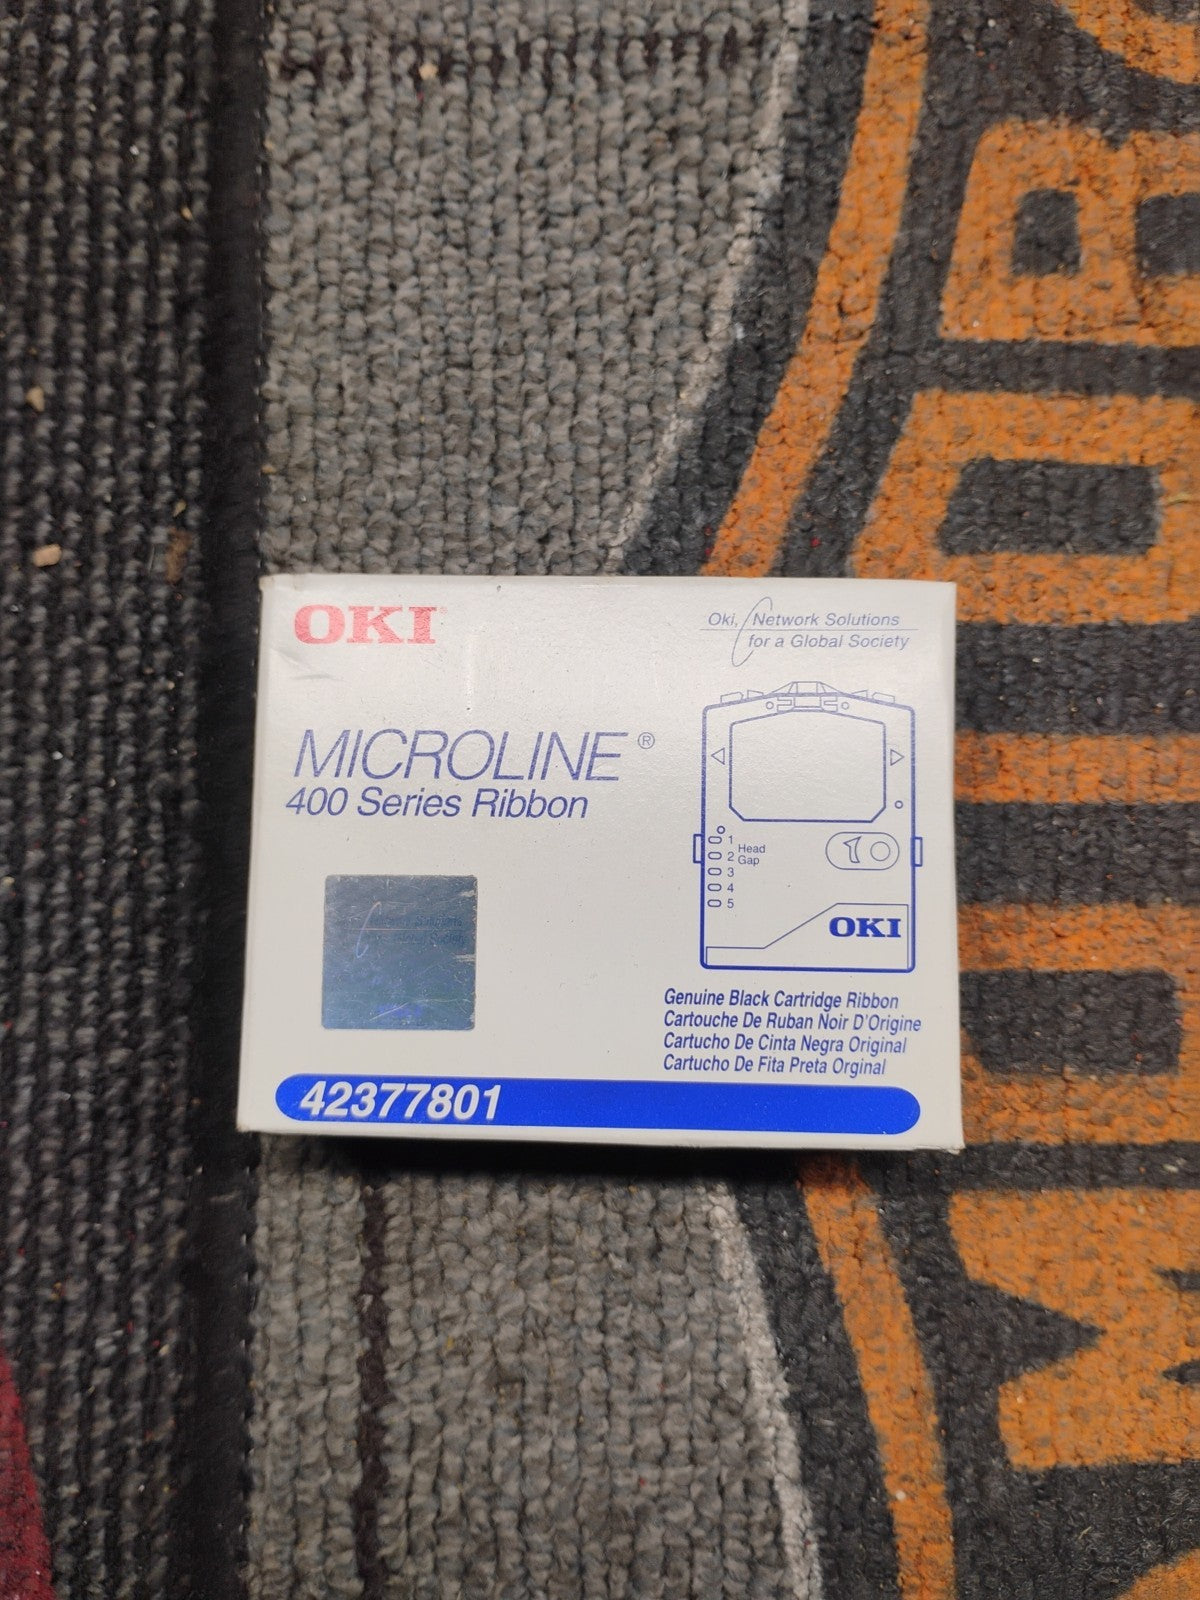 OKI
Oki, Network Solutions
for a Global Society
MICROLINE®
400 Series Ribbon
1
2
3
4
5
Head
Gap
OKI
Genuine Black Cartridge Ribbon
Cartouche De Ruban Noir D'Origine
Cartucho De Cinta Negra Original
Cartucho De Fita Preta Orginal
42377801